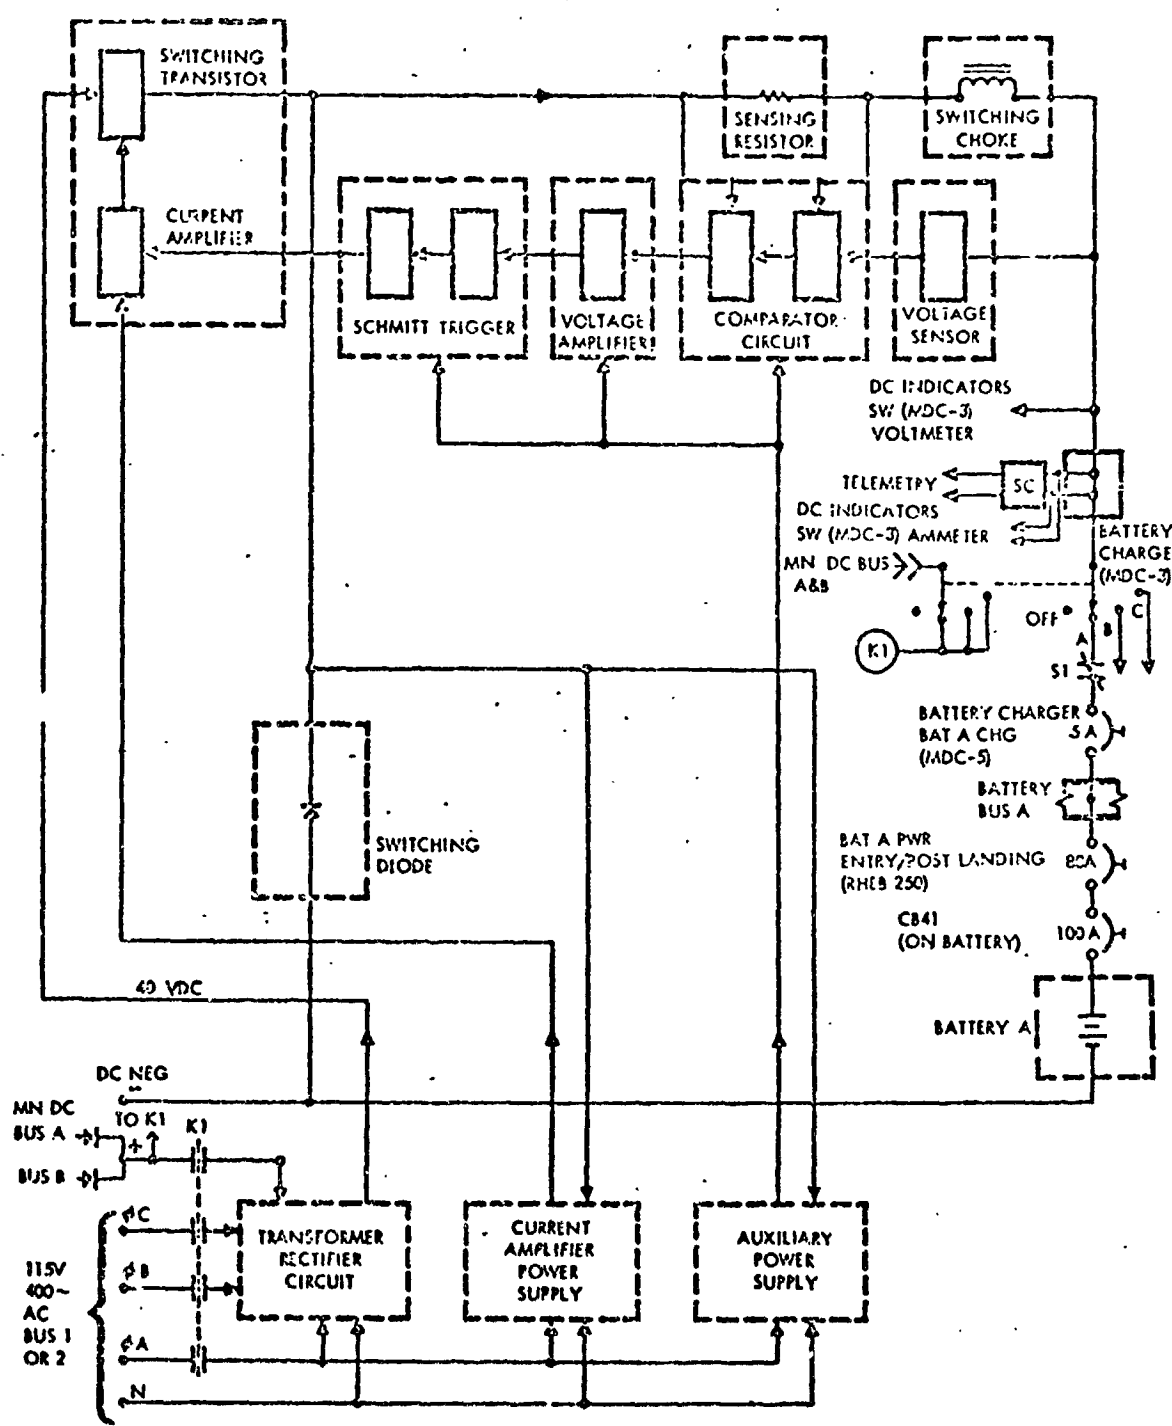 SWITCHING
TRANSISTOR
CURRENT
AMPLIFIER
SENSING
RESISTOR
SWITCHING
CHOKE
SCHMITT TRIGGER
VOLTAGE
AMPLIFIER
COMPARATOR
CIRCUIT
VOLTAGE
SENSOR
DC INDICATORS
SW (MDC-3)
VOLTMETER
TELEMETRY
SC
DC INDICATORS
SW (MDC-3) AMMETER
BATTERY
CHARGE
(MDC-3)
MN DC BUS
A&B
K1
OFF
A
B
C
S1
BATTERY CHARGER
BAT A CHG
(MDC-5)
5A
BATTERY
BUS A
BAT A PWR
ENTRY/POST LANDING
(RHEB 250)
80A
CB41
(ON BATTERY)
100A
BATTERY A
SWITCHING
DIODE
40 VDC
DC NEG
-
MN DC
BUS A
BUS B
TO K1
+
K1
115V
400~
AC
BUS 1
OR 2
øC
øB
øA
N
TRANSFORMER
RECTIFIER
CIRCUIT
CURRENT
AMPLIFIER
POWER
SUPPLY
AUXILIARY
POWER
SUPPLY